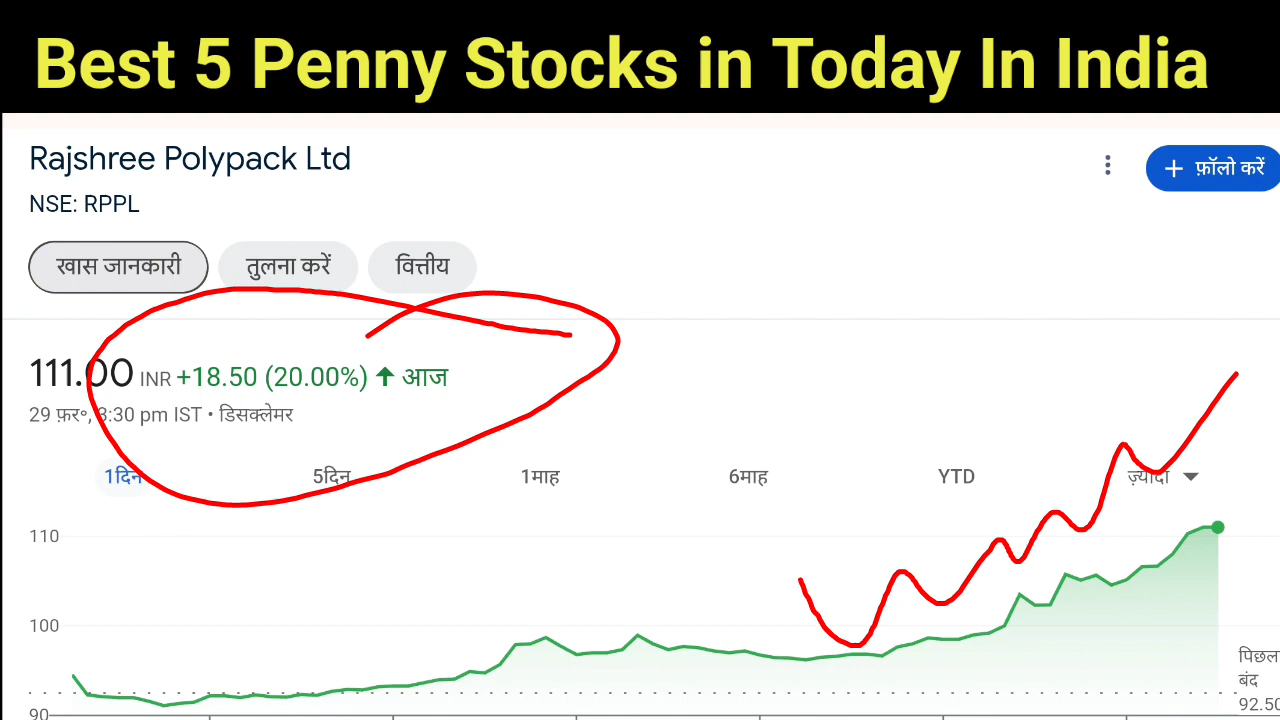 Best 5 Penny Stocks in Today In India
Rajshree Polypack Ltd
+ फ़ॉलो करें
NSE: RPPL
खास जानकारी तुलना करें वित्तीय
111.00 INR +18.50 (20.00%) ↑ आज
29 फ़र॰, 3:30 pm IST • डिसक्लेमर
1दिन 5दिन 1माह 6माह YTD ज़्यादा
110
100
पिछला
बंद
92.50
90